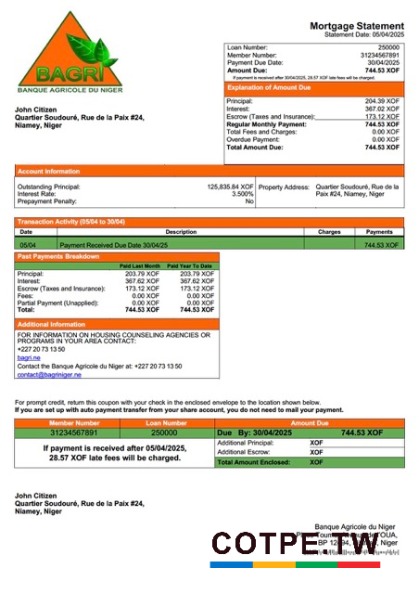 BAGRI
BANQUE AGRICOLE DU NIGER
Mortgage Statement
Statement Date: 05/04/2025
Loan Number: 250000
Member Number: 31234567891
Payment Due Date: 30/04/2025
Amount Due: 744.53 XOF
If payment is received after 30/04/2025, 28.57 XOF late fees will be charged.
John Citizen
Quartier Soudouré, Rue de la Paix #24,
Niamey, Niger
Explanation of Amount Due
Principal: 204.39 XOF
Interest: 367.02 XOF
Escrow (Taxes and Insurance): 173.12 XOF
Regular Monthly Payment: 744.53 XOF
Total Fees and Charges: 0.00 XOF
Overdue Payment: 0.00 XOF
Total Amount Due: 744.53 XOF
Account Information
Outstanding Principal: 125,835.84 XOF
Interest Rate: 3.500%
Prepayment Penalty: No
Property Address: Quartier Soudouré, Rue de la
Paix #24, Niamey, Niger
Transaction Activity (05/04 to 30/04)
Date Description Charges Payments
05/04 Payment Received Due Date 30/04/25 744.53 XOF
Past Payments Breakdown
Paid Last Month Paid Year To Date
Principal: 203.79 XOF 203.79 XOF
Interest: 367.62 XOF 367.62 XOF
Escrow (Taxes and Insurance): 173.12 XOF 173.12 XOF
Fees: 0.00 XOF 0.00 XOF
Partial Payment (Unapplied): 0.00 XOF 0.00 XOF
Total: 744.53 XOF 744.53 XOF
Additional Information
FOR INFORMATION ON HOUSING COUNSELING AGENCIES OR
PROGRAMS IN YOUR AREA CONTACT:
+227 20 73 13 50
bagri.ne
Contact the Banque Agricole du Niger at: +227 20 73 13 50
contact@bagriniger.ne
For prompt credit, return this coupon with your check in the enclosed envelope to the location shown below.
If you are set up with auto payment transfer from your share account, you do not need to mail your payment.
Member Number Loan Number Amount Due
31234567891 250000 Due By: 30/04/2025 744.53 XOF
If payment is received after 05/04/2025,
28.57 XOF late fees will be charged.
Additional Principal: XOF
Additional Escrow: XOF
Total Amount Enclosed: XOF
John Citizen
Quartier Soudouré, Rue de la Paix #24,
Niamey, Niger
Banque Agricole du Niger
BP Niger
COTPE.TW